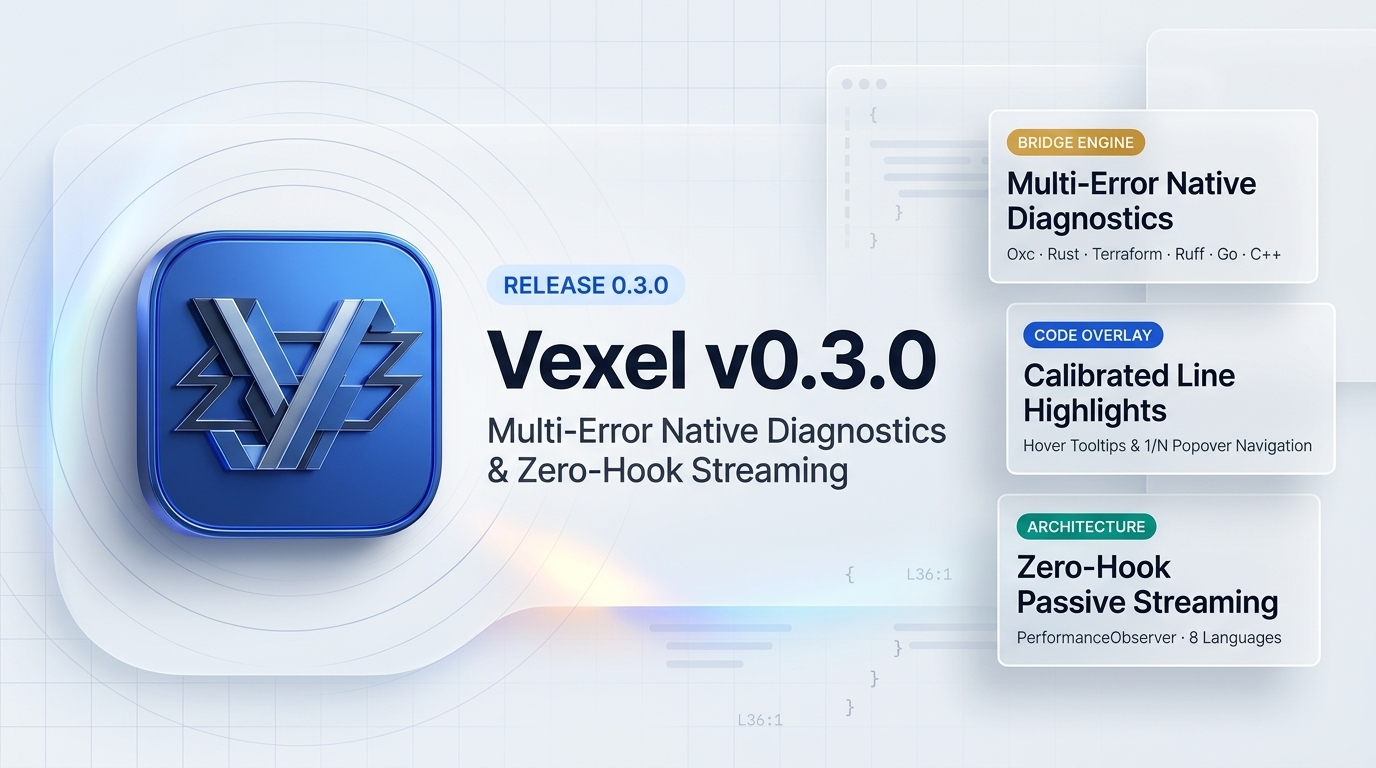 RELEASE 0.3.0
Vexel v0.3.0
Multi-Error Native Diagnostics
& Zero-Hook Streaming
{
}
}
BRIDGE ENGINE
Multi-Error Native
Diagnostics
Oxc · Rust · Terraform · Ruff · Go · C++
CODE OVERLAY
Calibrated Line
Highlights
Hover Tooltips & 1/N Popover Navigation
ARCHITECTURE
Zero-Hook
Passive Streaming
PerformanceObserver · 8 Languages
{ L36:1
}
}
}
L36:1